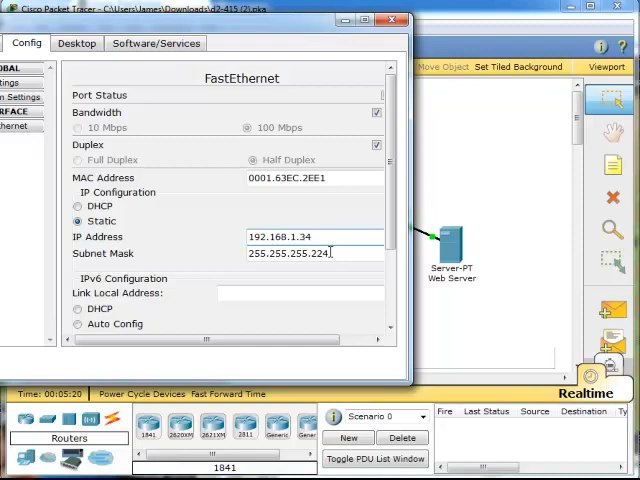 Cisco Packet Tracer - C:\Users\James\Downloads\d2-415 (2).pka
Config
Desktop
Software/Services
OBAL
FastEthernet
Move Object
Set Tiled Background
Viewport
ttings
Port Status
m Settings
Bandwidth
RFACE
10 Mbps
100 Mbps
hernet
Duplex
Full Duplex
Half Duplex
MAC Address
0001.63EC.2EE1
IP Configuration
DHCP
Static
IP Address
192.168.1.34
Subnet Mask
255.255.255.224
Server-PT
Web Server
IPv6 Configuration
Link Local Address:
DHCP
Auto Config
Time: 00:05:20
Power Cycle Devices
Fast Forward Time
Realtime
Scenario 0
Fire
Last Status
Source
Destination
Ty
1841
2620XM
2621XM
2811
Generic
Gener
Routers
New
Delete
Toggle PDU List Window
1841